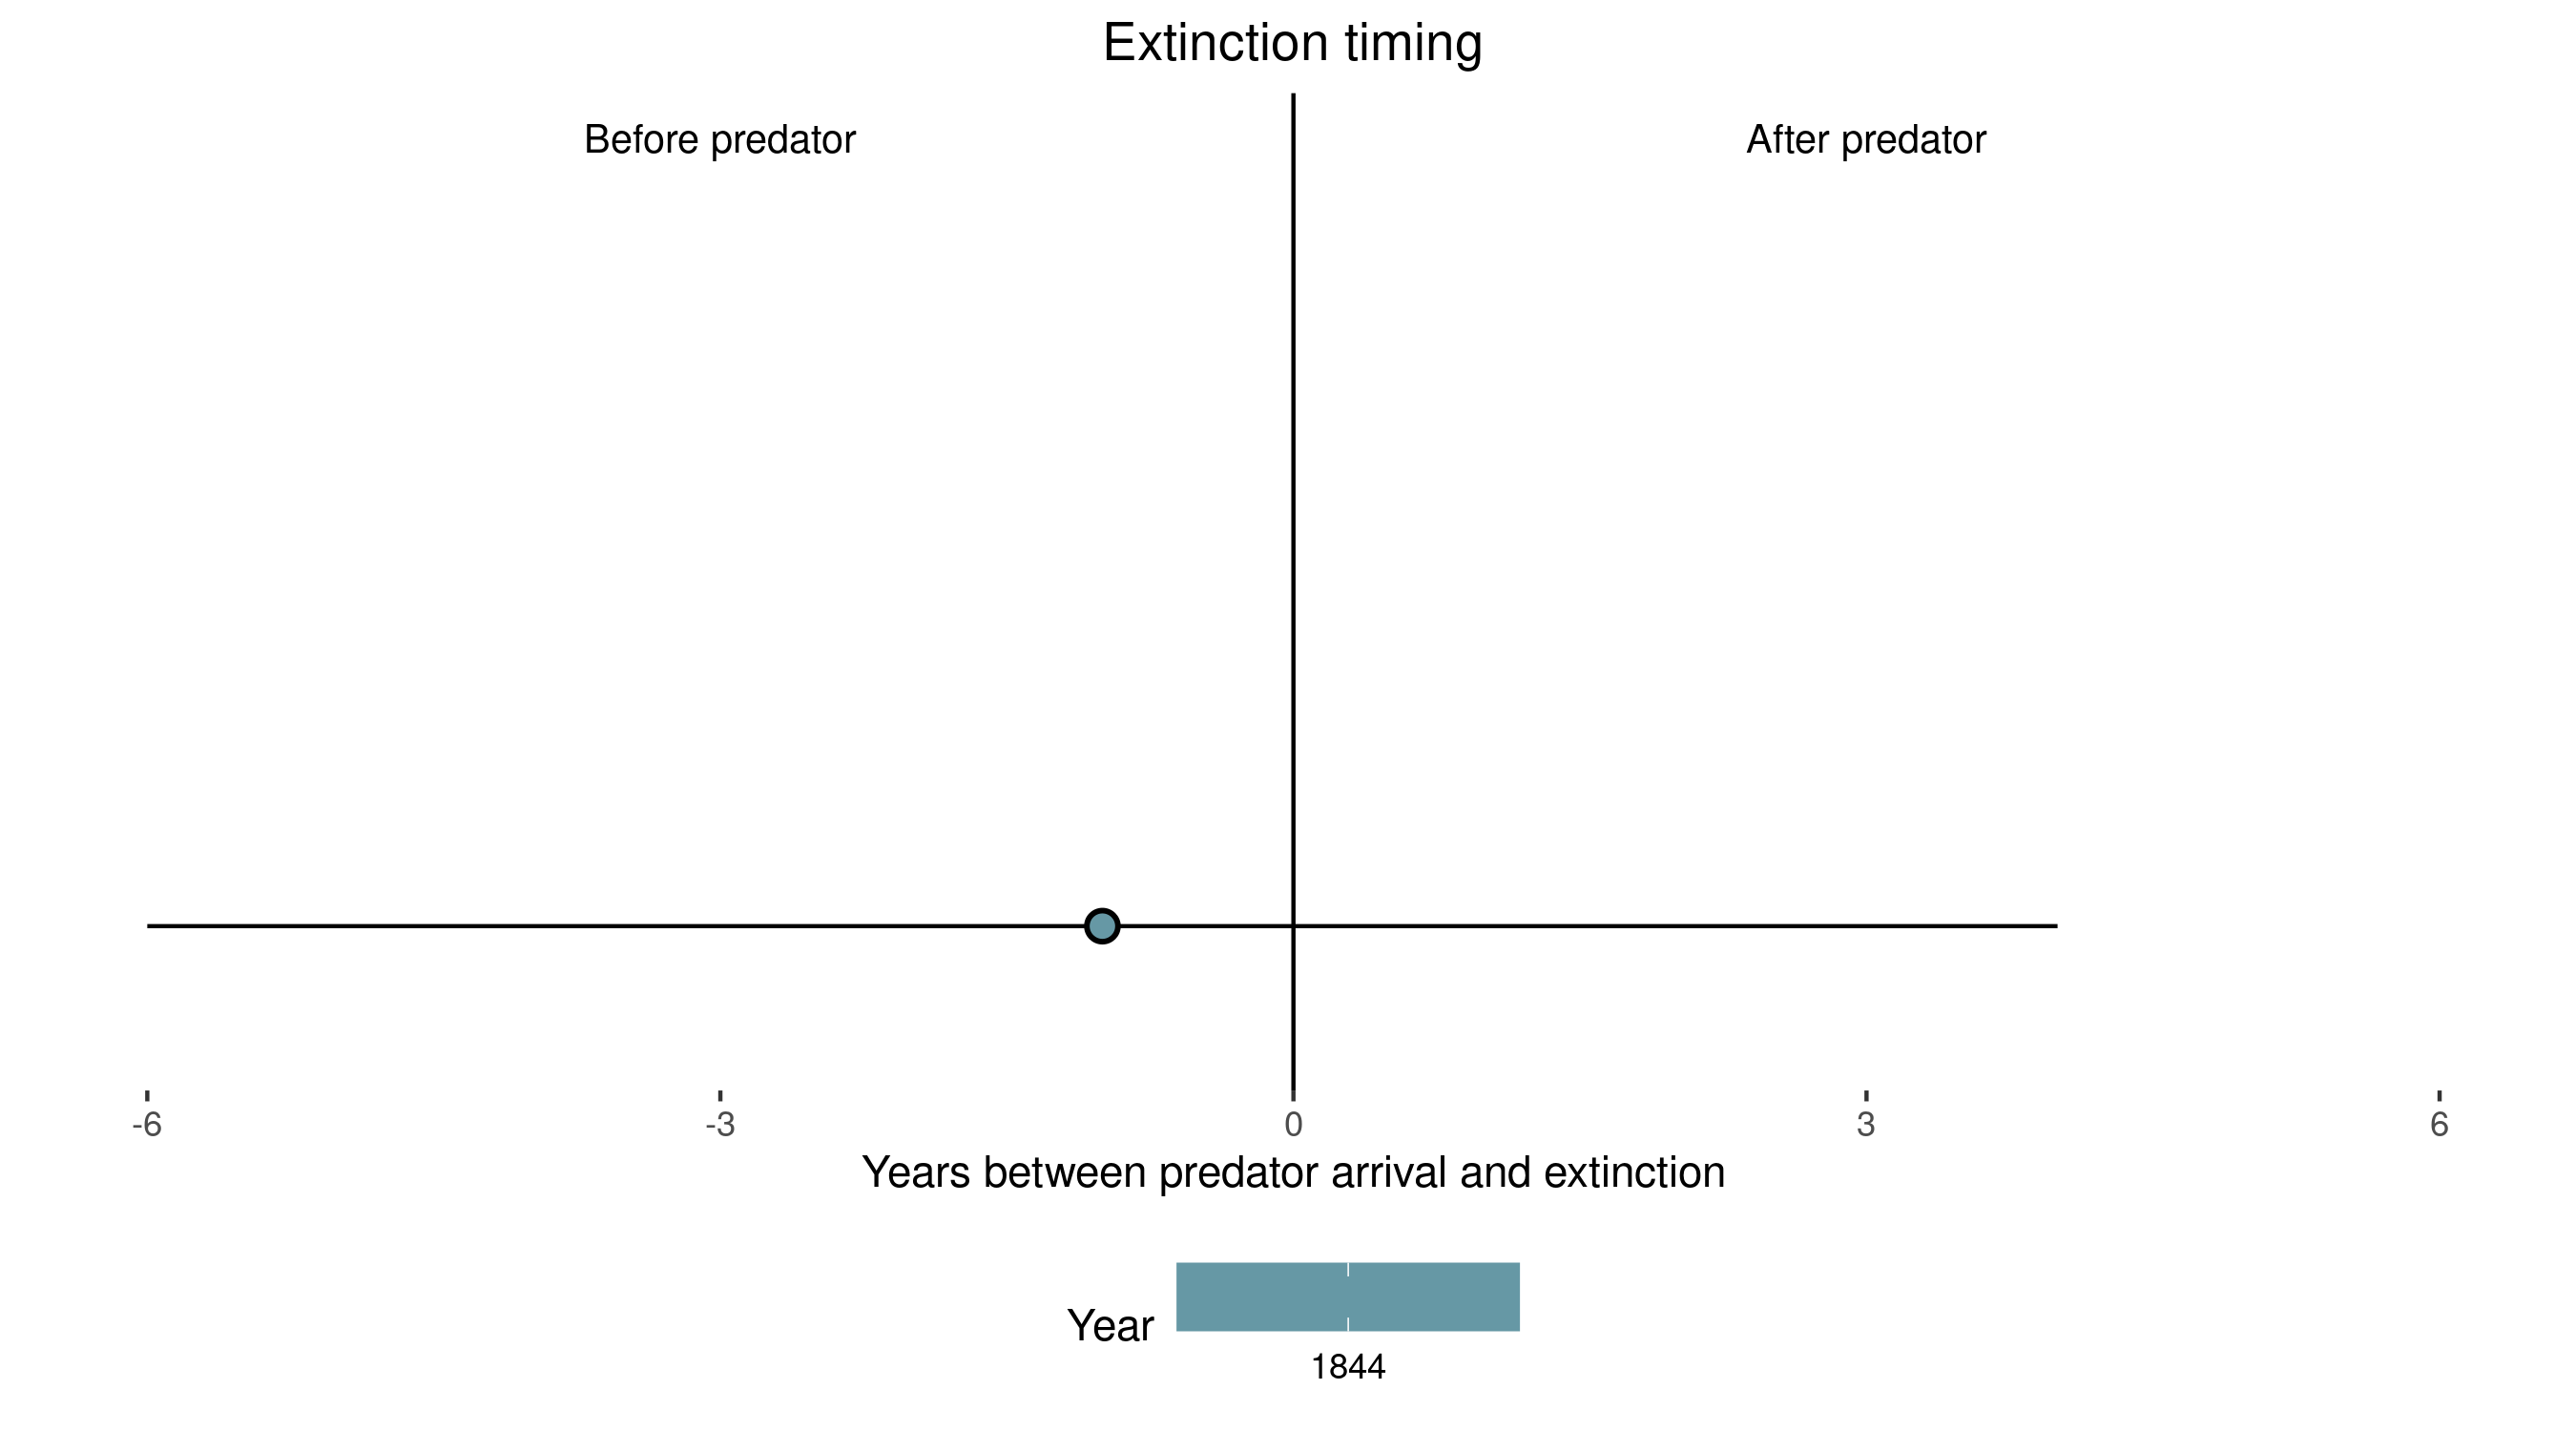 Extinction timing
Before predator
After predator
-6
-3
0
3
6
Years between predator arrival and extinction
Year
1844